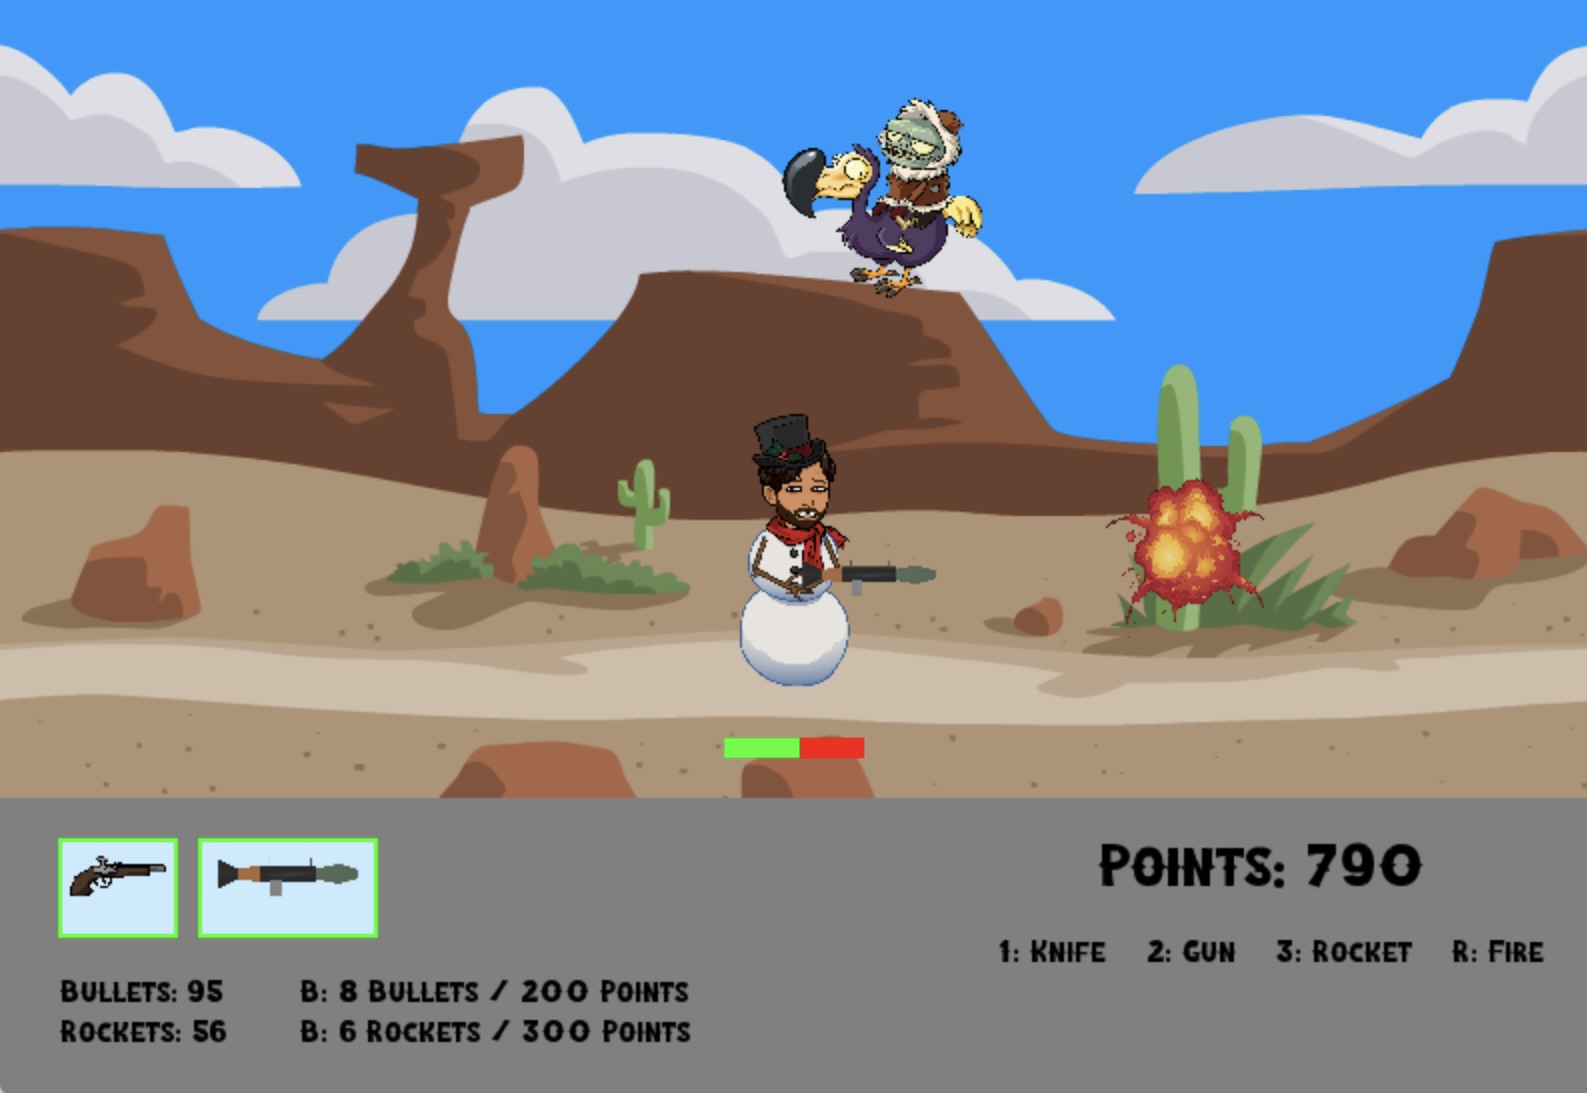 Points: 790
1: Knife 2: Gun 3: Rocket R: Fire
Bullets: 95 B: 8 Bullets / 200 Points
Rockets: 56 B: 6 Rockets / 300 Points